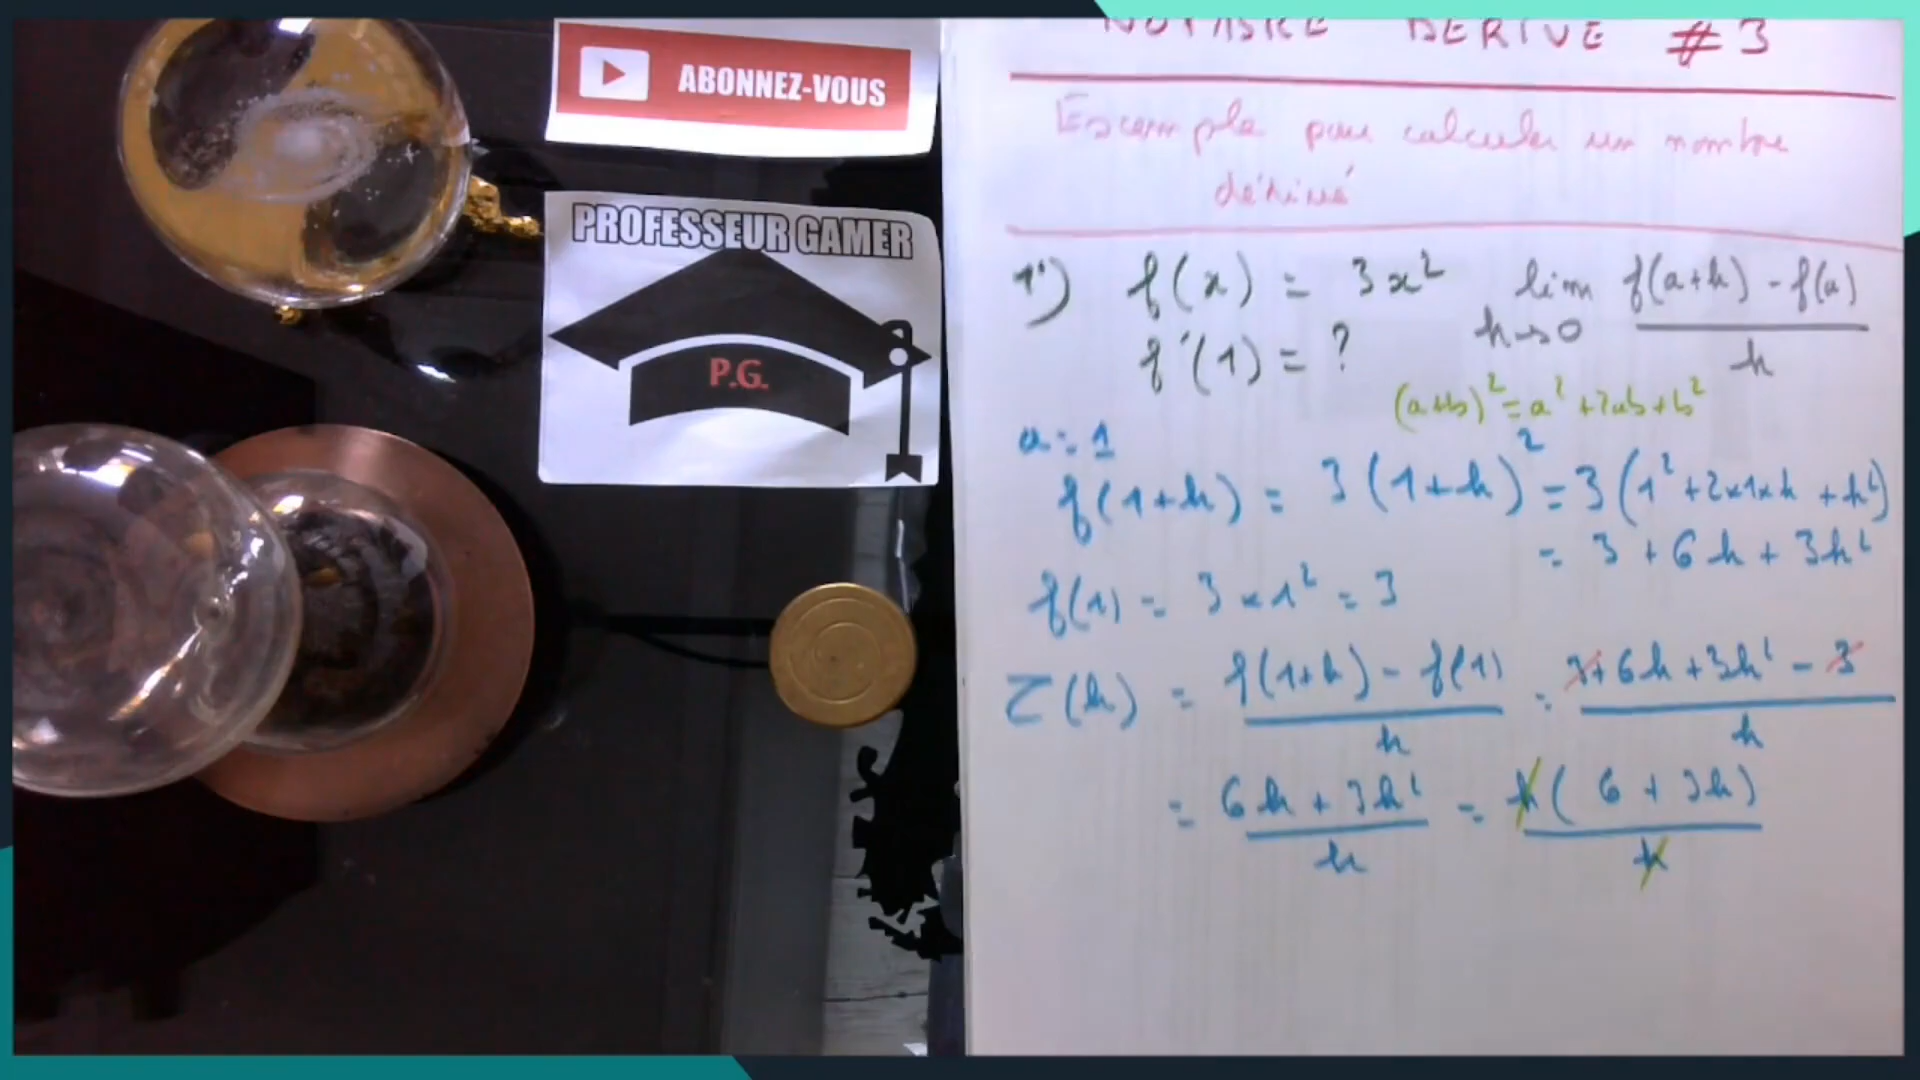 ABONNEZ-VOUS
PROFESSEUR GAMER
P.G.
NOMBRE DERIVE #3
Exemple pour calculer un nombre
dérivé
1°) f(x) = 3x² lim f(a+h) - f(a)
h→0 h
f'(1) = ?
(a+b)² = a² + 2ab + b²
a = 1
f(1+h) = 3(1+h)² = 3(1² + 2x1xh + h²)
= 3 + 6h + 3h²
f(1) = 3 x 1² = 3
τ(h) = f(1+h) - f(1) = 3 + 6h + 3h² - 3
h h
= 6h + 3h² = h(6 + 3h)
h h